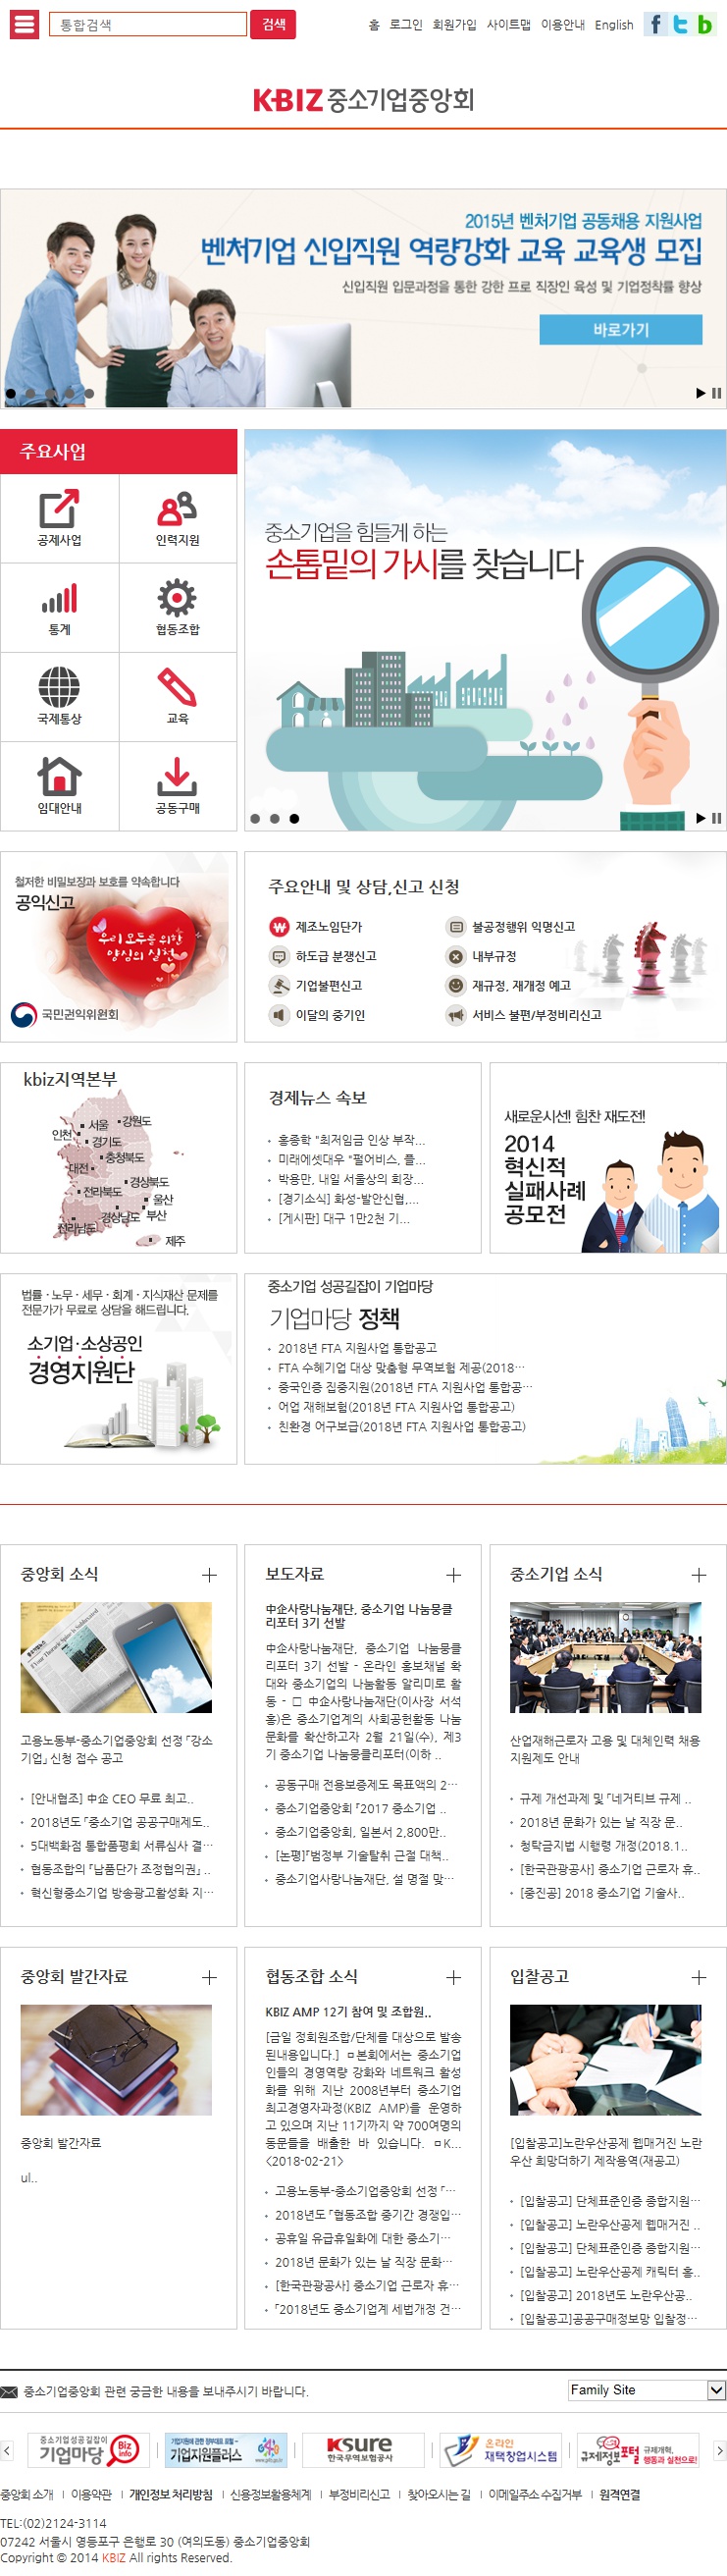 통합검색 검색 홈 로그인 회원가입 사이트맵 이용안내 English
K-BIZ 중소기업중앙회
2015년 벤처기업 공동채용 지원사업
벤처기업 신입직원 역량강화 교육 교육생 모집
신입직원 입문과정을 통한 강한 프로 직장인 육성 및 기업정착률 향상
바로가기
주요사업
공제사업 인력지원
통계 협동조합
국제통상 교육
임대안내 공동구매
중소기업을 힘들게 하는
손톱밑의 가시를 찾습니다
철저한 비밀보장과 보호를 약속합니다
공익신고
우리 모두를 위한
양심의 실천
국민권익위원회
주요안내 및 상담,신고 신청
제조노임단가 불공정행위 익명신고
하도급 분쟁신고 내부규정
기업불편신고 재규정, 재개정 예고
이달의 중기인 서비스 불편/부정비리신고
kbiz지역본부
서울 강원도
인천 경기도
충청북도
대전
경상북도
전라북도
울산
경상남도 부산
전라남도
제주
경제뉴스 속보
홍종학 "최저임금 인상 부작...
미래에셋대우 "펄어비스, 플...
박용만, 내일 서울상의 회장...
[경기소식] 화성-발안신협,...
[게시판] 대구 1만2천 기...
새로운시선! 힘찬 재도전!
2014
혁신적
실패사례
공모전
법률 · 노무 · 세무 · 회계 · 지식재산 문제를
전문가가 무료로 상담을 해드립니다.
소기업·소상공인
경영지원단
중소기업 성공길잡이 기업마당
기업마당 정책
2018년 FTA 지원사업 통합공고
FTA 수혜기업 대상 맞춤형 무역보험 제공(2018…
중국인증 집중지원(2018년 FTA 지원사업 통합공…
어업 재해보험(2018년 FTA 지원사업 통합공고)
친환경 어구보급(2018년 FTA 지원사업 통합공고)
중앙회 소식
고용노동부-중소기업중앙회 선정 「강소
기업」 신청 접수 공고
[안내협조] 中企 CEO 무료 최고..
2018년도 「중소기업 공공구매제도..
5대백화점 통합품평회 서류심사 결…
협동조합의 『납품단가 조정협의권』 ..
혁신형중소기업 방송광고활성화 지…
보도자료
中企사랑나눔재단, 중소기업 나눔뭉클
리포터 3기 선발
中企사랑나눔재단, 중소기업 나눔뭉클
리포터 3기 선발 - 온라인 홍보채널 확
대와 중소기업의 나눔활동 알리미로 활
동 - □ 中企사랑나눔재단(이사장 서석
홍)은 중소기업계의 사회공헌활동 나눔
문화를 확산하고자 2월 21일(수), 제3
기 중소기업 나눔뭉클리포터(이하 ..
공동구매 전용보증제도 목표액의 2…
중소기업중앙회 『2017 중소기업 ..
중소기업중앙회, 일본서 2,800만..
[논평]「범정부 기술탈취 근절 대책..
중소기업사랑나눔재단, 설 명절 맞…
중소기업 소식
산업재해근로자 고용 및 대체인력 채용
지원제도 안내
규제 개선과제 및 「네거티브 규제 ..
2018년 문화가 있는 날 직장 문..
청탁금지법 시행령 개정(2018.1..
[한국관광공사] 중소기업 근로자 휴..
[중진공] 2018 중소기업 기술사..
중앙회 발간자료
중앙회 발간자료
ul..
협동조합 소식
KBIZ AMP 12기 참여 및 조합원..
[금일 정회원조합/단체를 대상으로 발송
된내용입니다.] ㅁ본회에서는 중소기업
인들의 경영역량 강화와 네트워크 활성
화를 위해 지난 2008년부터 중소기업
최고경영자과정(KBIZ AMP)을 운영하
고 있으며 지난 11기까지 약 700여명의
동문들을 배출한 바 있습니다. ㅁK...
<2018-02-21>
고용노동부-중소기업중앙회 선정 「…
2018년도 「협동조합 중기간 경쟁입…
공휴일 유급휴일화에 대한 중소기…
2018년 문화가 있는 날 직장 문화…
[한국관광공사] 중소기업 근로자 휴…
「2018년도 중소기업계 세법개정 건…
입찰공고
[입찰공고]노란우산공제 웹매거진 노란
우산 희망더하기 제작용역(재공고)
[입찰공고] 단체표준인증 종합지원…
[입찰공고] 노란우산공제 웹매거진 ..
[입찰공고] 단체표준인증 종합지원…
[입찰공고] 노란우산공제 캐릭터 홍..
[입찰공고] 2018년도 노란우산공..
[입찰공고]공공구매정보망 입찰정…
중소기업중앙회 관련 궁금한 내용을 보내주시기 바랍니다. Family Site
중소기업성공길잡이
기업마당 Biz info
기업지원플러스 G4B
Ksure
한국무역보험공사
온라인
재택창업시스템
규제정보포털 규제개혁,
행동과 실천으로!
중앙회 소개 이용약관 개인정보 처리방침 신용정보활용체계 부정비리신고 찾아오시는 길 이메일주소 수집거부 원격연결
TEL:(02)2124-3114
07242 서울시 영등포구 은행로 30 (여의도동) 중소기업중앙회
Copyright © 2014 KBIZ All rights Reserved.